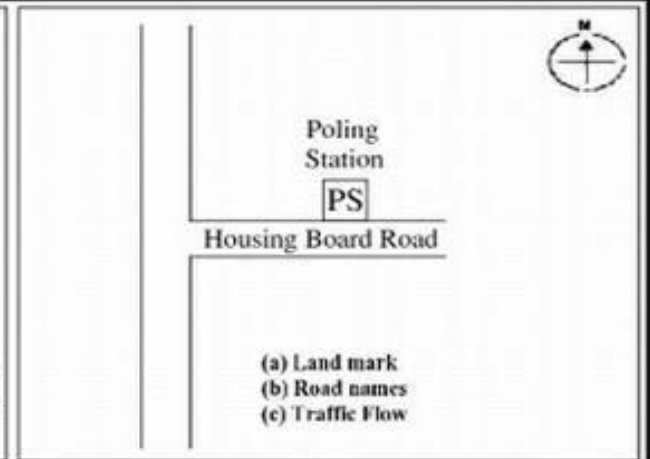 N
Poling
Station
PS
Housing Board Road
(a) Land mark
(b) Road names
(c) Traffic Flow